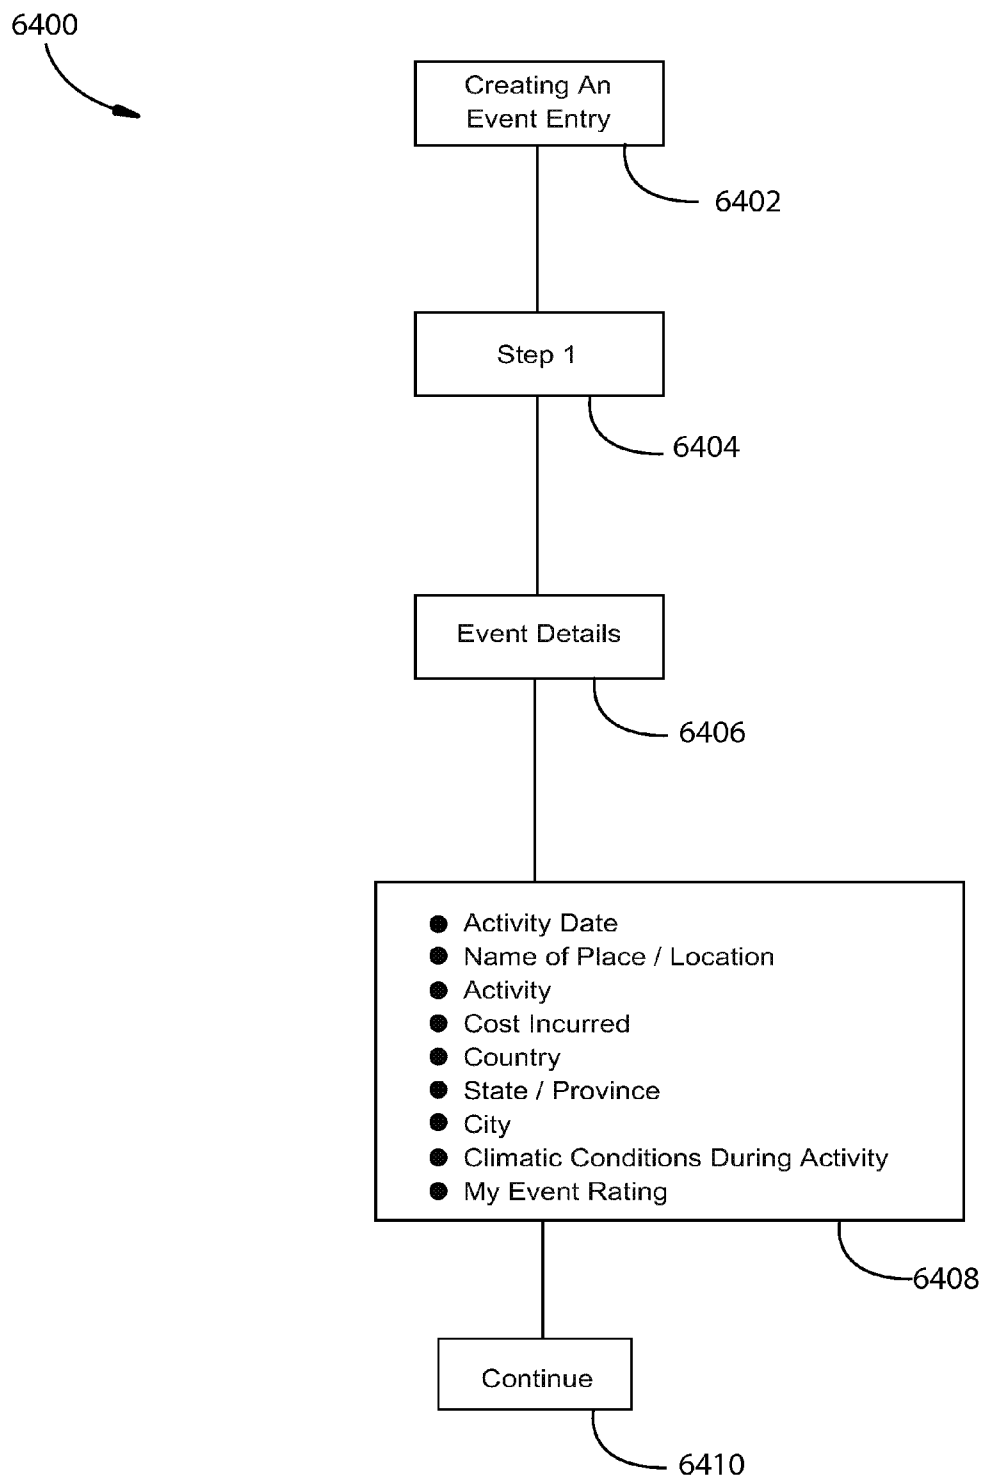 6400
Creating An
Event Entry
6402
Step 1
6404
Event Details
6406
● Activity Date
● Name of Place / Location
● Activity
● Cost Incurred
● Country
● State / Province
● City
● Climatic Conditions During Activity
● My Event Rating
6408
Continue
6410